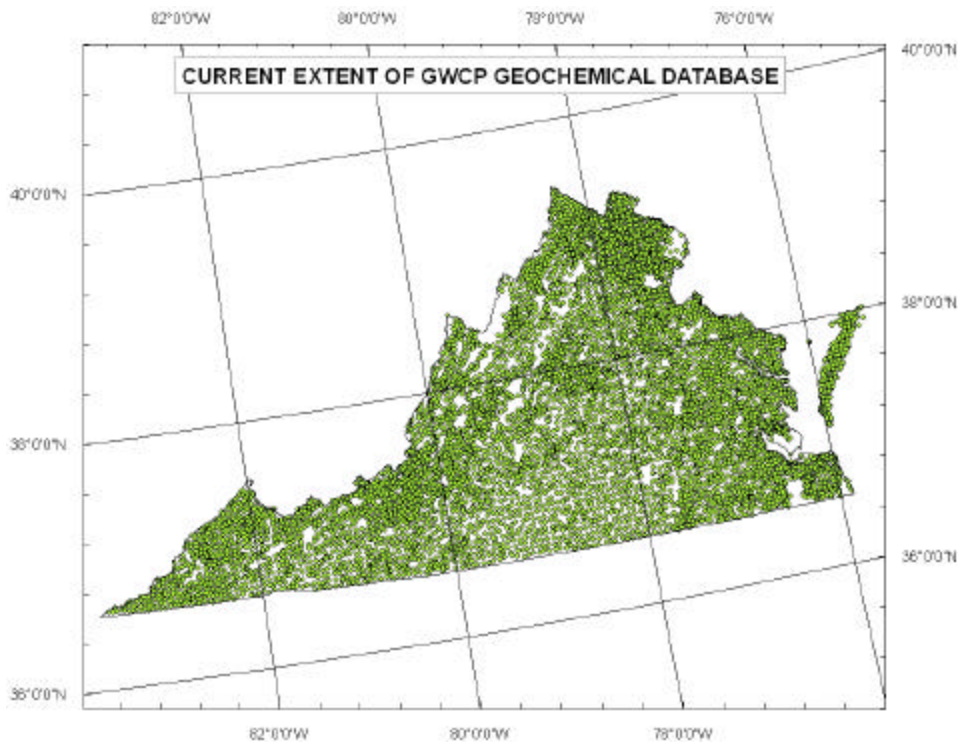 82°0'0"W 80°0'0"W 78°0'0"W 76°0'0"W
CURRENT EXTENT OF GWCP GEOCHEMICAL DATABASE
40°0'0"N
40°0'0"N
38°0'0"N
38°0'0"N
36°0'0"N
36°0'0"N
82°0'0"W 80°0'0"W 78°0'0"W